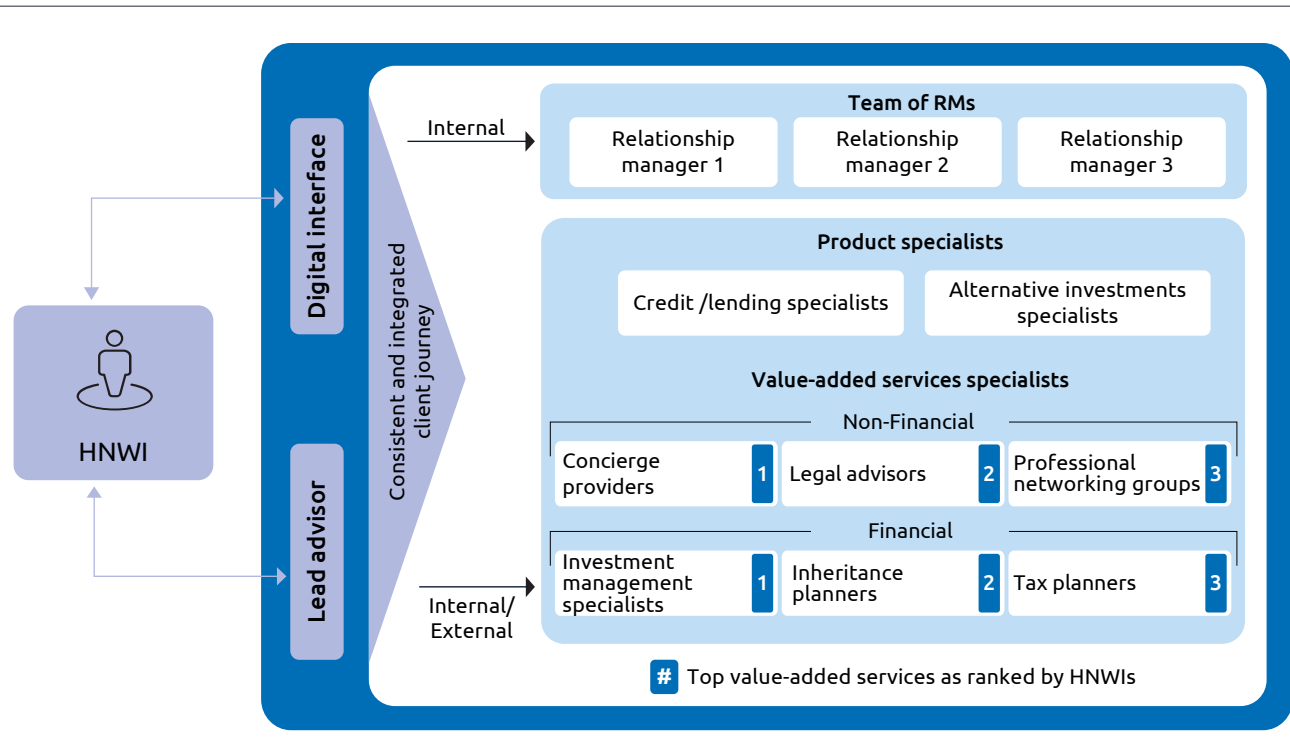 Team of RMs
Internal
Relationship
manager 1
Relationship
manager 2
Relationship
manager 3
Digital interface
Product specialists
Credit /lending specialists
Alternative investments
specialists
Consistent and integrated
client journey
HNWI
Lead advisor
Value-added services specialists
Non-Financial
Concierge
providers
1
Legal advisors
2
Professional
networking groups
3
Financial
Internal/
External
Investment
management
specialists
1
Inheritance
planners
2
Tax planners
3
# Top value-added services as ranked by HNWIs